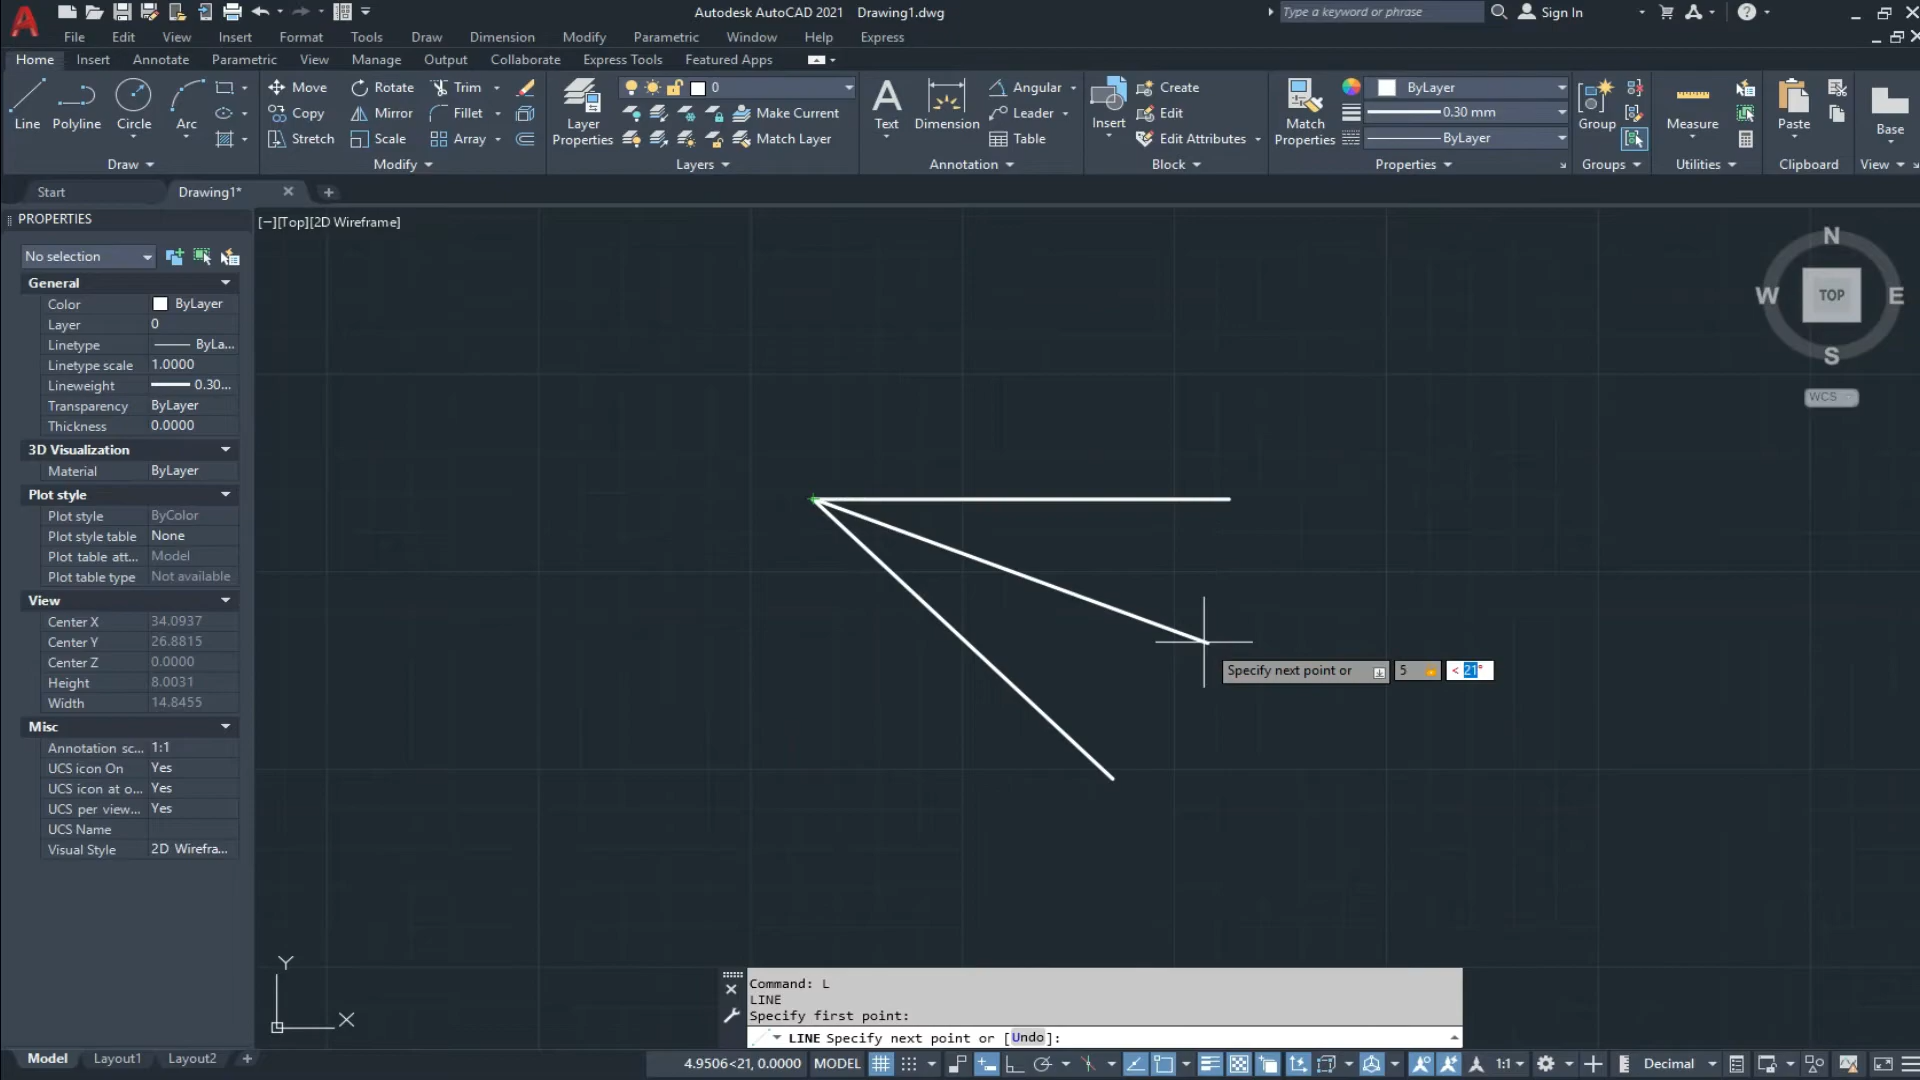 Autodesk AutoCAD 2021 Drawing1.dwg
Type a keyword or phrase
Sign In
File Edit View Insert Format Tools Draw Dimension Modify Parametric Window Help Express
Home Insert Annotate Parametric View Manage Output Collaborate Express Tools Featured Apps
Line
Polyline
Circle
Arc
Move Rotate Trim
Copy Mirror Fillet
Stretch Scale Array
Layer
Properties
0
Make Current
Match Layer
Text
Dimension
Angular
Leader
Table
Insert
Create
Edit
Edit Attributes
Match
Properties
ByLayer
0.30 mm
ByLayer
Group
Measure
Paste
Base
Draw Modify Layers Annotation Block Properties Groups Utilities Clipboard View
Start Drawing1*
PROPERTIES
[−][Top][2D Wireframe]
No selection
General
Color ByLayer
Layer 0
Linetype ByLa...
Linetype scale 1.0000
Lineweight 0.30...
Transparency ByLayer
Thickness 0.0000
3D Visualization
Material ByLayer
Plot style
Plot style ByColor
Plot style table None
Plot table att... Model
Plot table type Not available
View
Center X 34.0937
Center Y 26.8815
Center Z 0.0000
Height 8.0031
Width 14.8455
Misc
Annotation sc... 1:1
UCS icon On Yes
UCS icon at o... Yes
UCS per view... Yes
UCS Name
Visual Style 2D Wirefra...
N
W TOP E
S
WCS
Specify next point or 5 < 21°
Y
X
Command: L
LINE
Specify first point:
LINE Specify next point or [Undo]:
Model Layout1 Layout2
4.9506<21, 0.0000 MODEL 1:1 Decimal